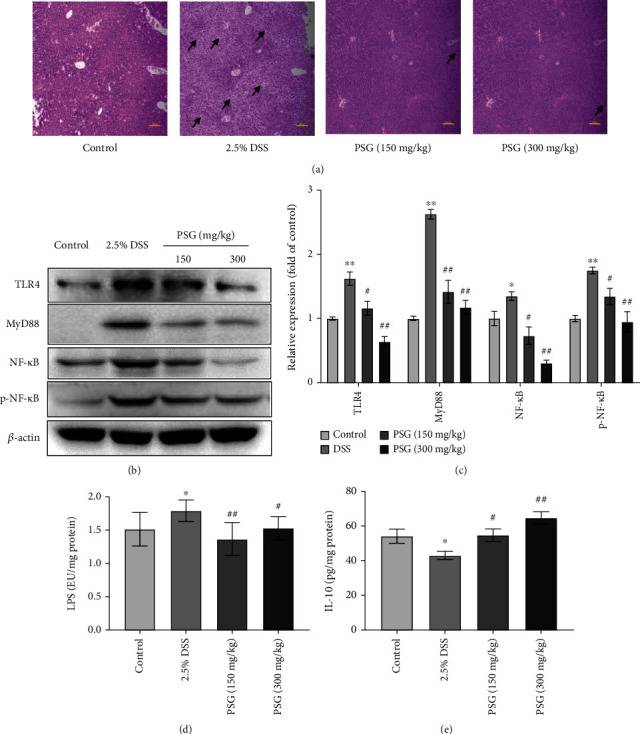 Control 2.5% DSS PSG (150 mg/kg) PSG (300 mg/kg)
(a)
Control 2.5% DSS PSG (mg/kg)
150 300
TLR4
MyD88
NF-κB
p-NF-κB
β-actin
(b)
Relative expression (fold of control)
3
2
1
0
TLR4 MyD88 NF-κB p-NF-κB
** # ##
** ## ##
* # ##
** # ##
Control PSG (150 mg/kg)
DSS PSG (300 mg/kg)
(c)
LPS (EU/mg protein)
2.0
1.5
1.0
0.5
0.0
* ## #
Control 2.5% DSS PSG (150 mg/kg) PSG (300 mg/kg)
(d)
IL-10 (pg/mg protein)
80
60
40
20
0
* # ##
Control 2.5% DSS PSG (150 mg/kg) PSG (300 mg/kg)
(e)